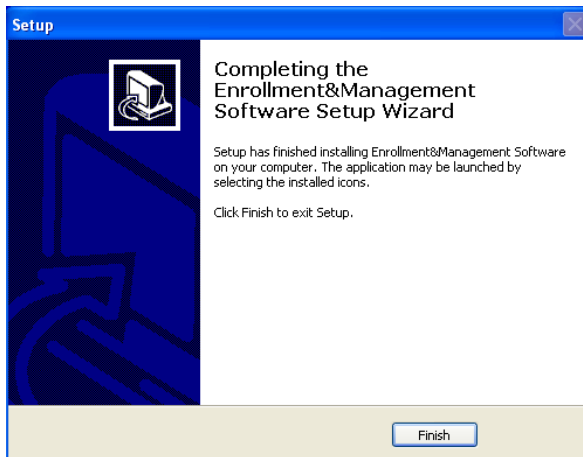 Setup
Completing the
Enrollment&Management
Software Setup Wizard
Setup has finished installing Enrollment&Management Software
on your computer. The application may be launched by
selecting the installed icons.
Click Finish to exit Setup.
Finish